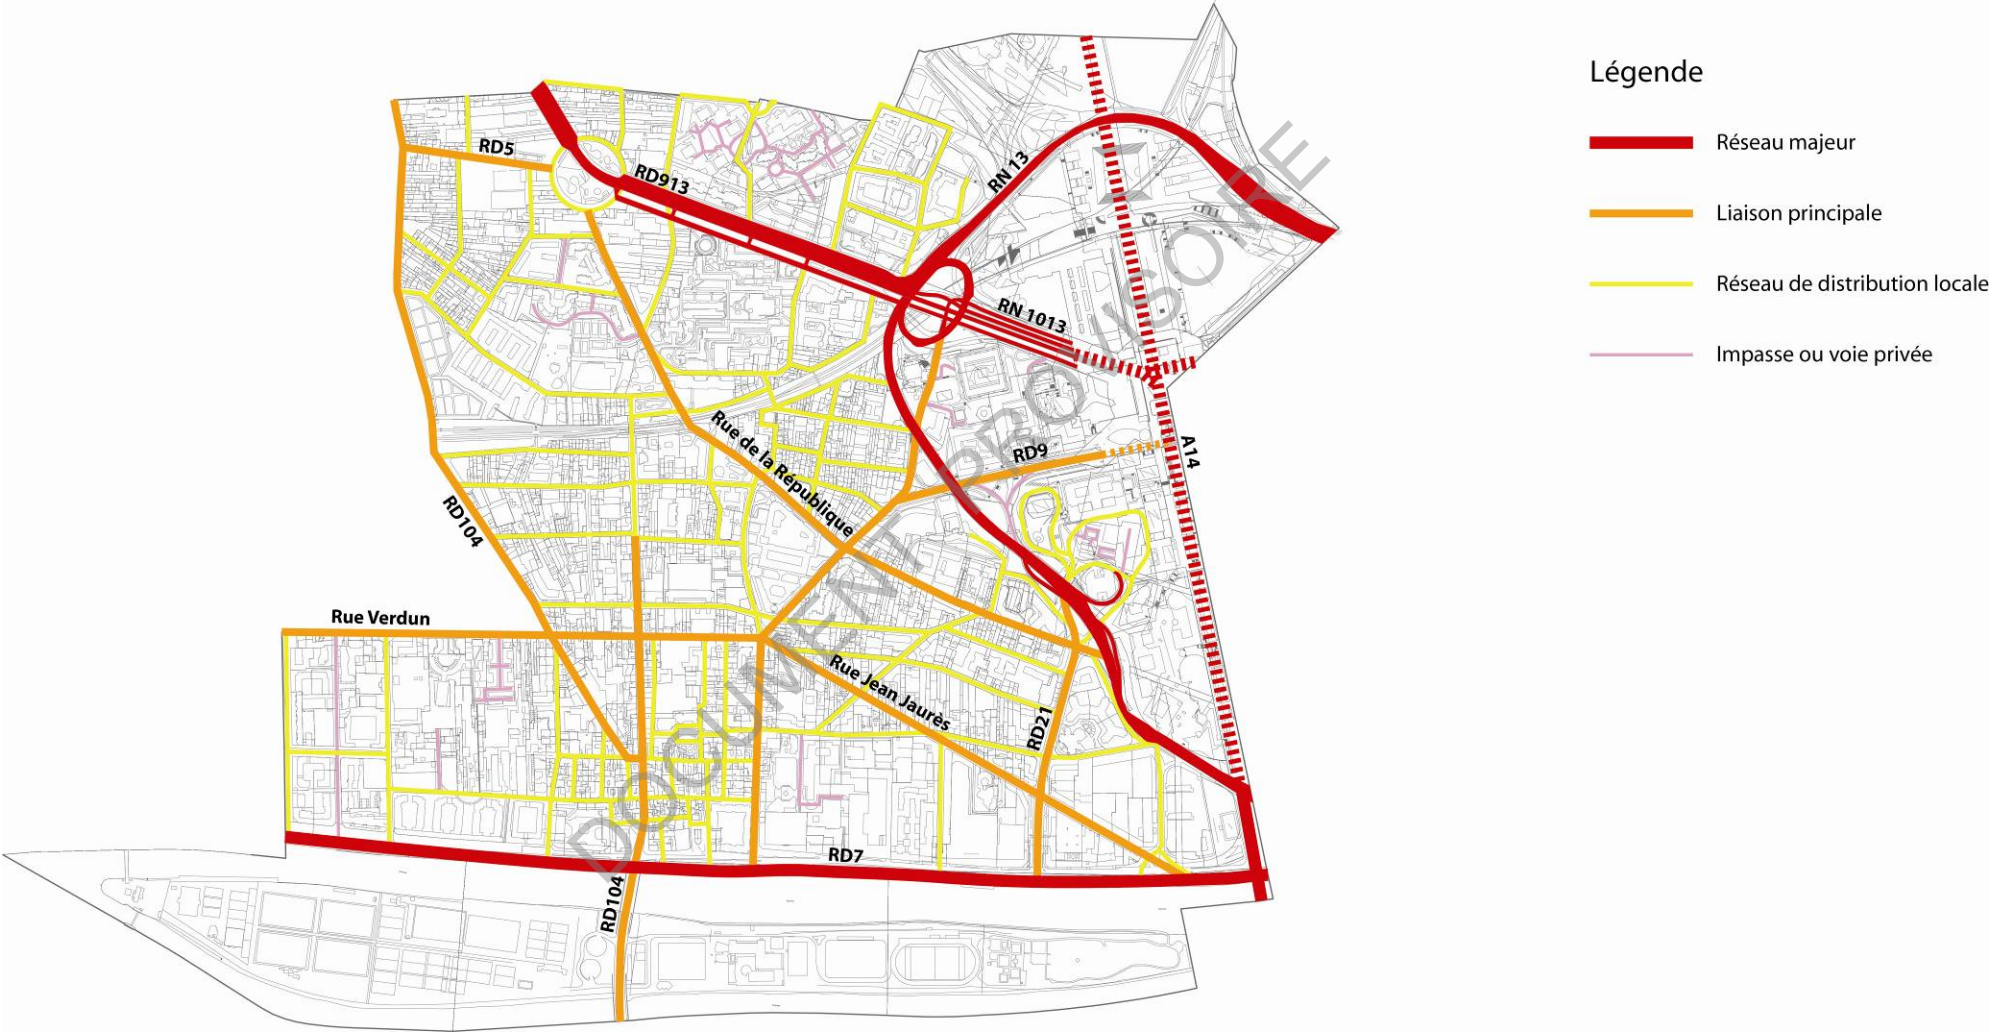 Légende
Réseau majeur
Liaison principale
Réseau de distribution locale
Impasse ou voie privée
RD5
RD913
RN 13
RN 1013
A14
RD9
Rue de la République
RD104
Rue Verdun
Rue Jean Jaurès
RD21
RD7
RD104
DOCUMENT PROVISOIRE